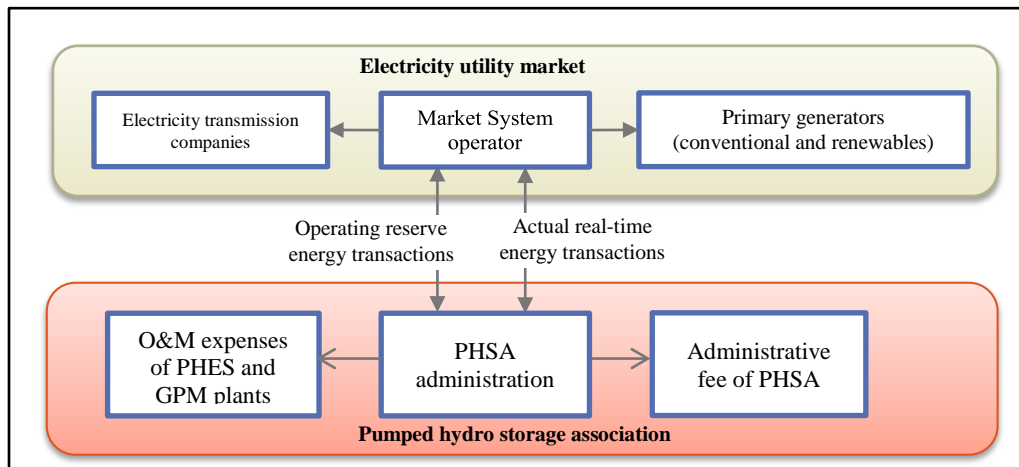 Electricity utility market
Electricity transmission
companies
Market System
operator
Primary generators
(conventional and renewables)
Operating reserve
energy transactions
Actual real-time
energy transactions
O&M expenses
of PHES and
GPM plants
PHSA
administration
Administrative
fee of PHSA
Pumped hydro storage association